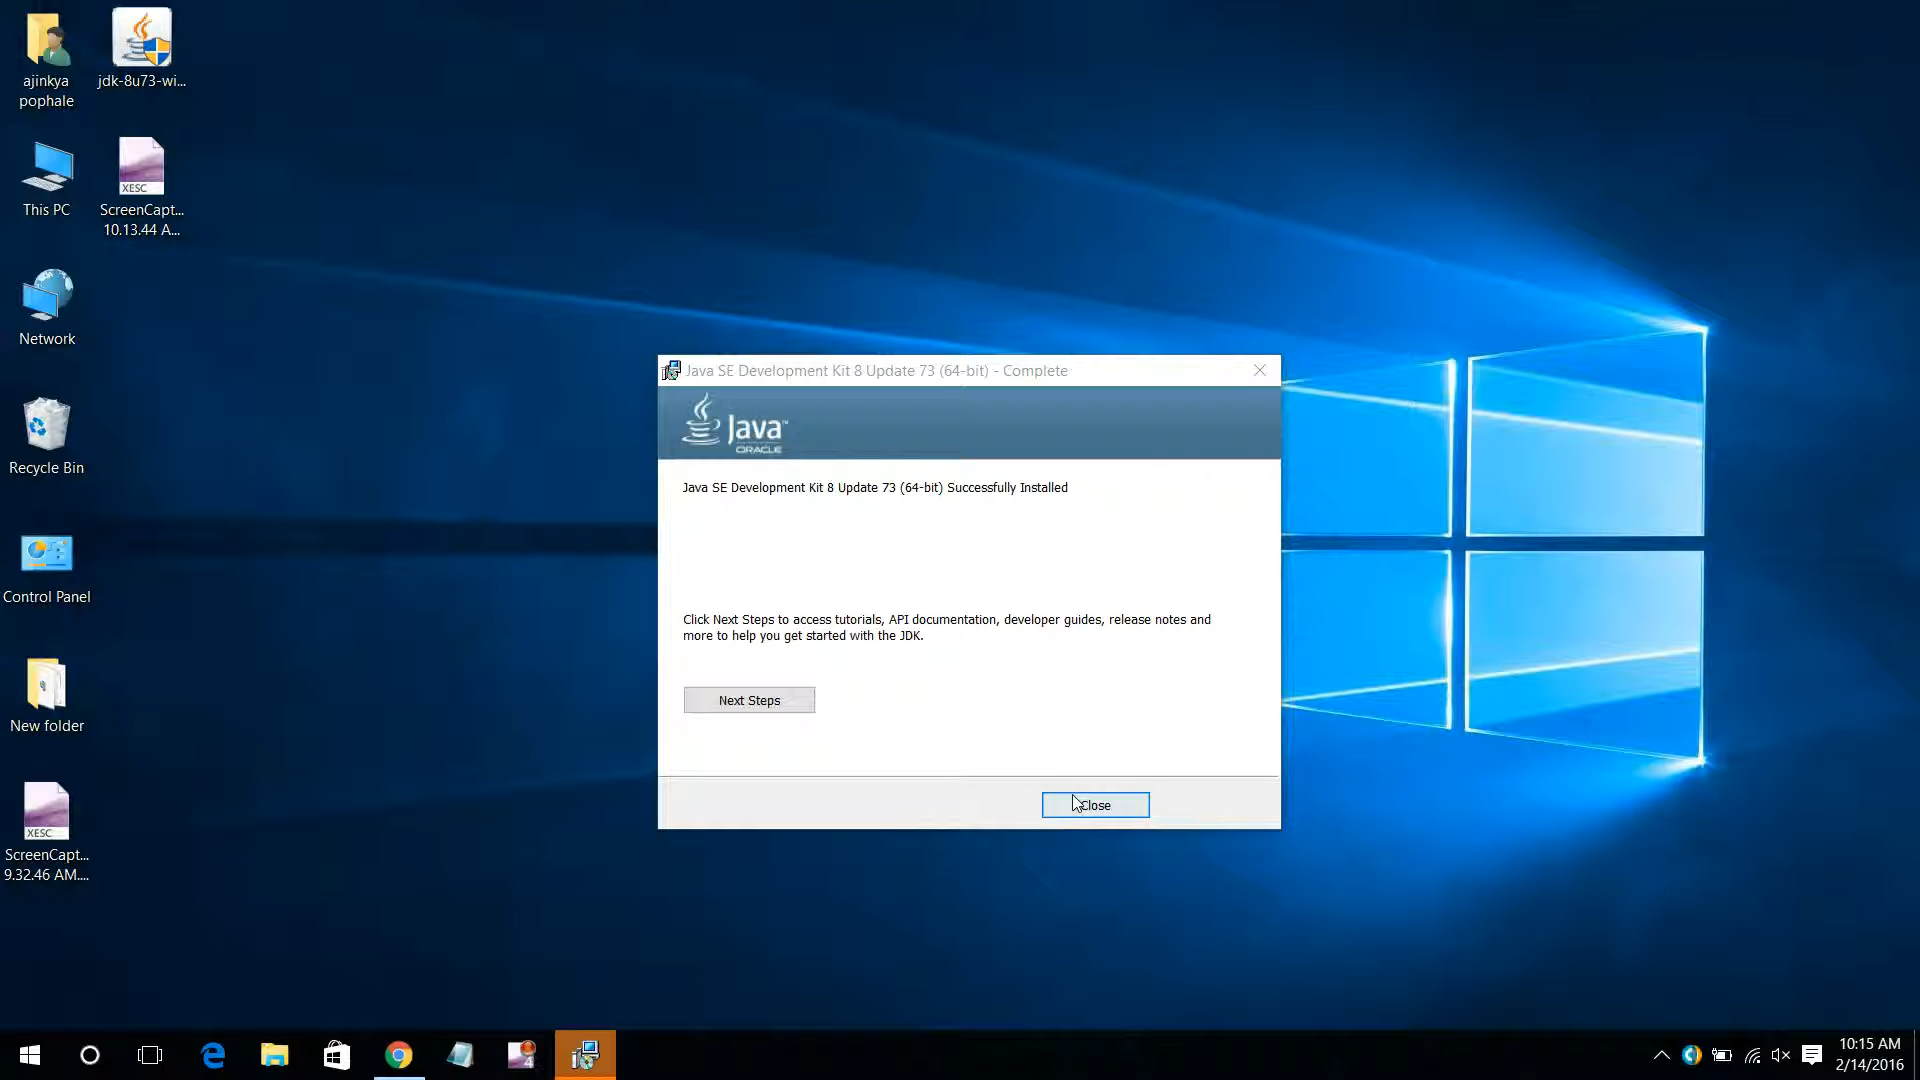 ajinkya
pophale
jdk-8u73-wi...
This PC
XESC
ScreenCapt...
10.13.44 A...
Network
Recycle Bin
Control Panel
New folder
XESC
ScreenCapt...
9.32.46 AM....
Java SE Development Kit 8 Update 73 (64-bit) - Complete
Java™
ORACLE
Java SE Development Kit 8 Update 73 (64-bit) Successfully Installed
Click Next Steps to access tutorials, API documentation, developer guides, release notes and
more to help you get started with the JDK.
Next Steps
Close
4
10:15 AM
2/14/2016